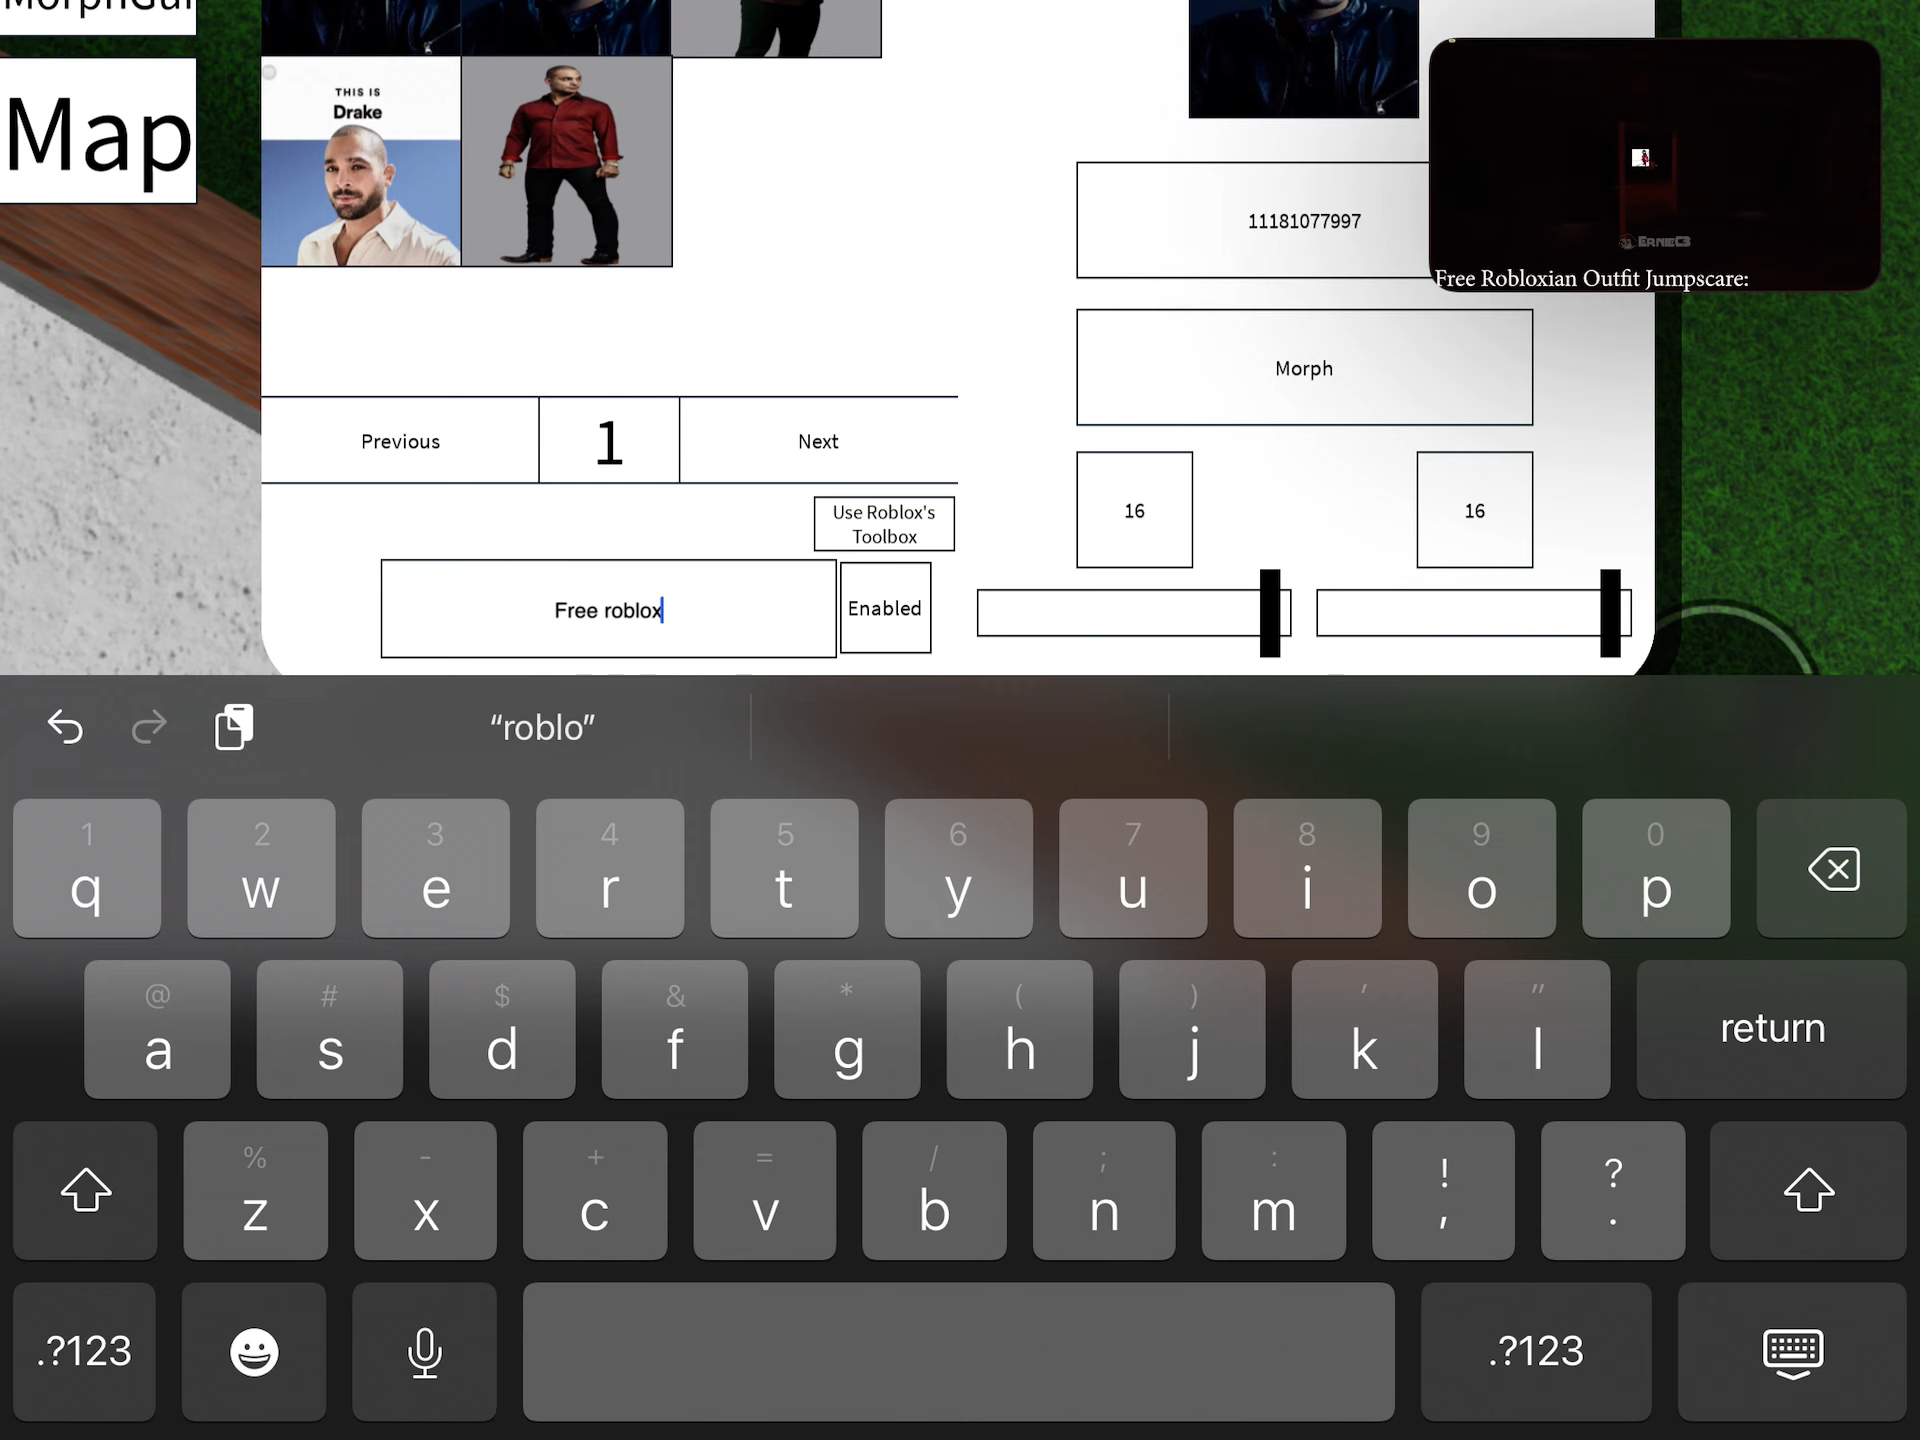 Map
THIS IS
Drake
11181077997
ERNIEC3
Free Robloxian Outfit Jumpscare:
Morph
Previous
1
Next
16
16
Use Roblox's
Toolbox
Free roblox
Enabled
“roblo”
1 2 3 4 5 6 7 8 9 0
q w e r t y u i o p
@ # $ & * ( ) ' "
a s d f g h j k l return
% - + = / ; : ! ?
z x c v b n m , .
.?123 .?123